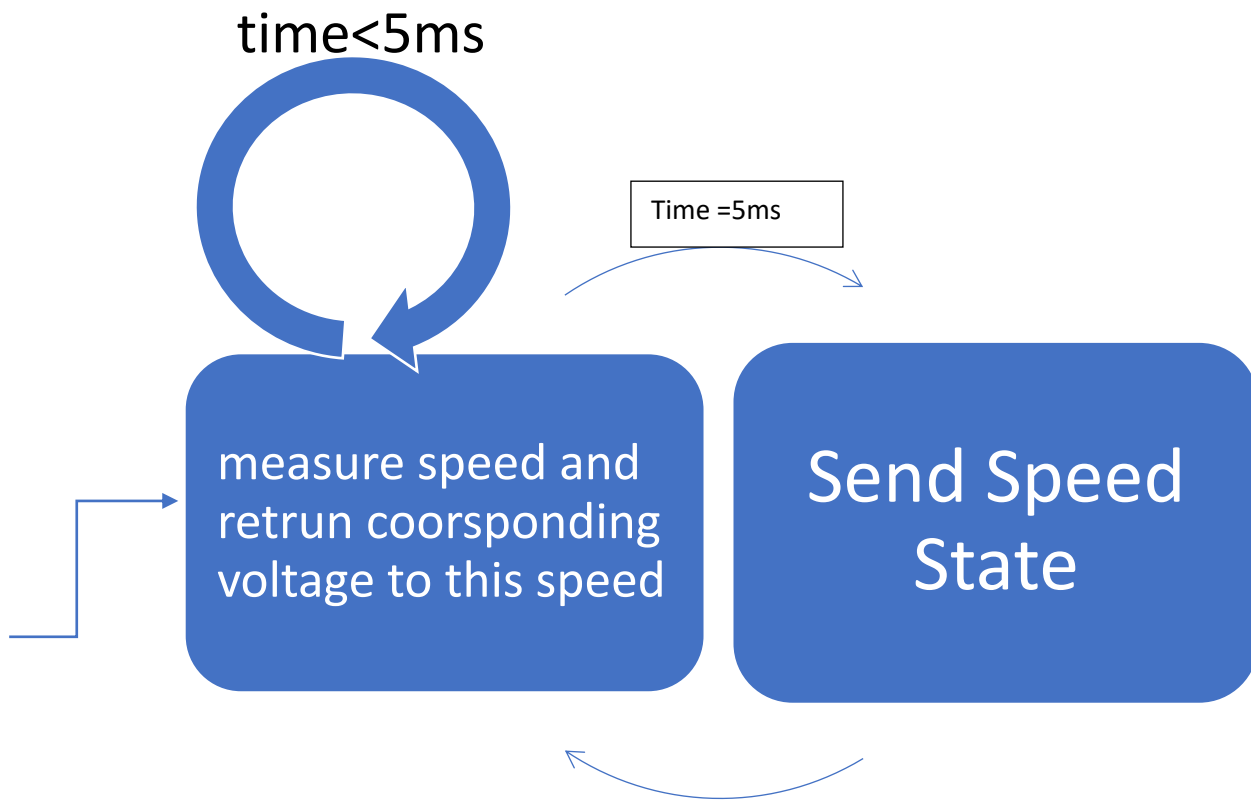 time<5ms
Time =5ms
measure speed and
retrun coorsponding
voltage to this speed
Send Speed
State